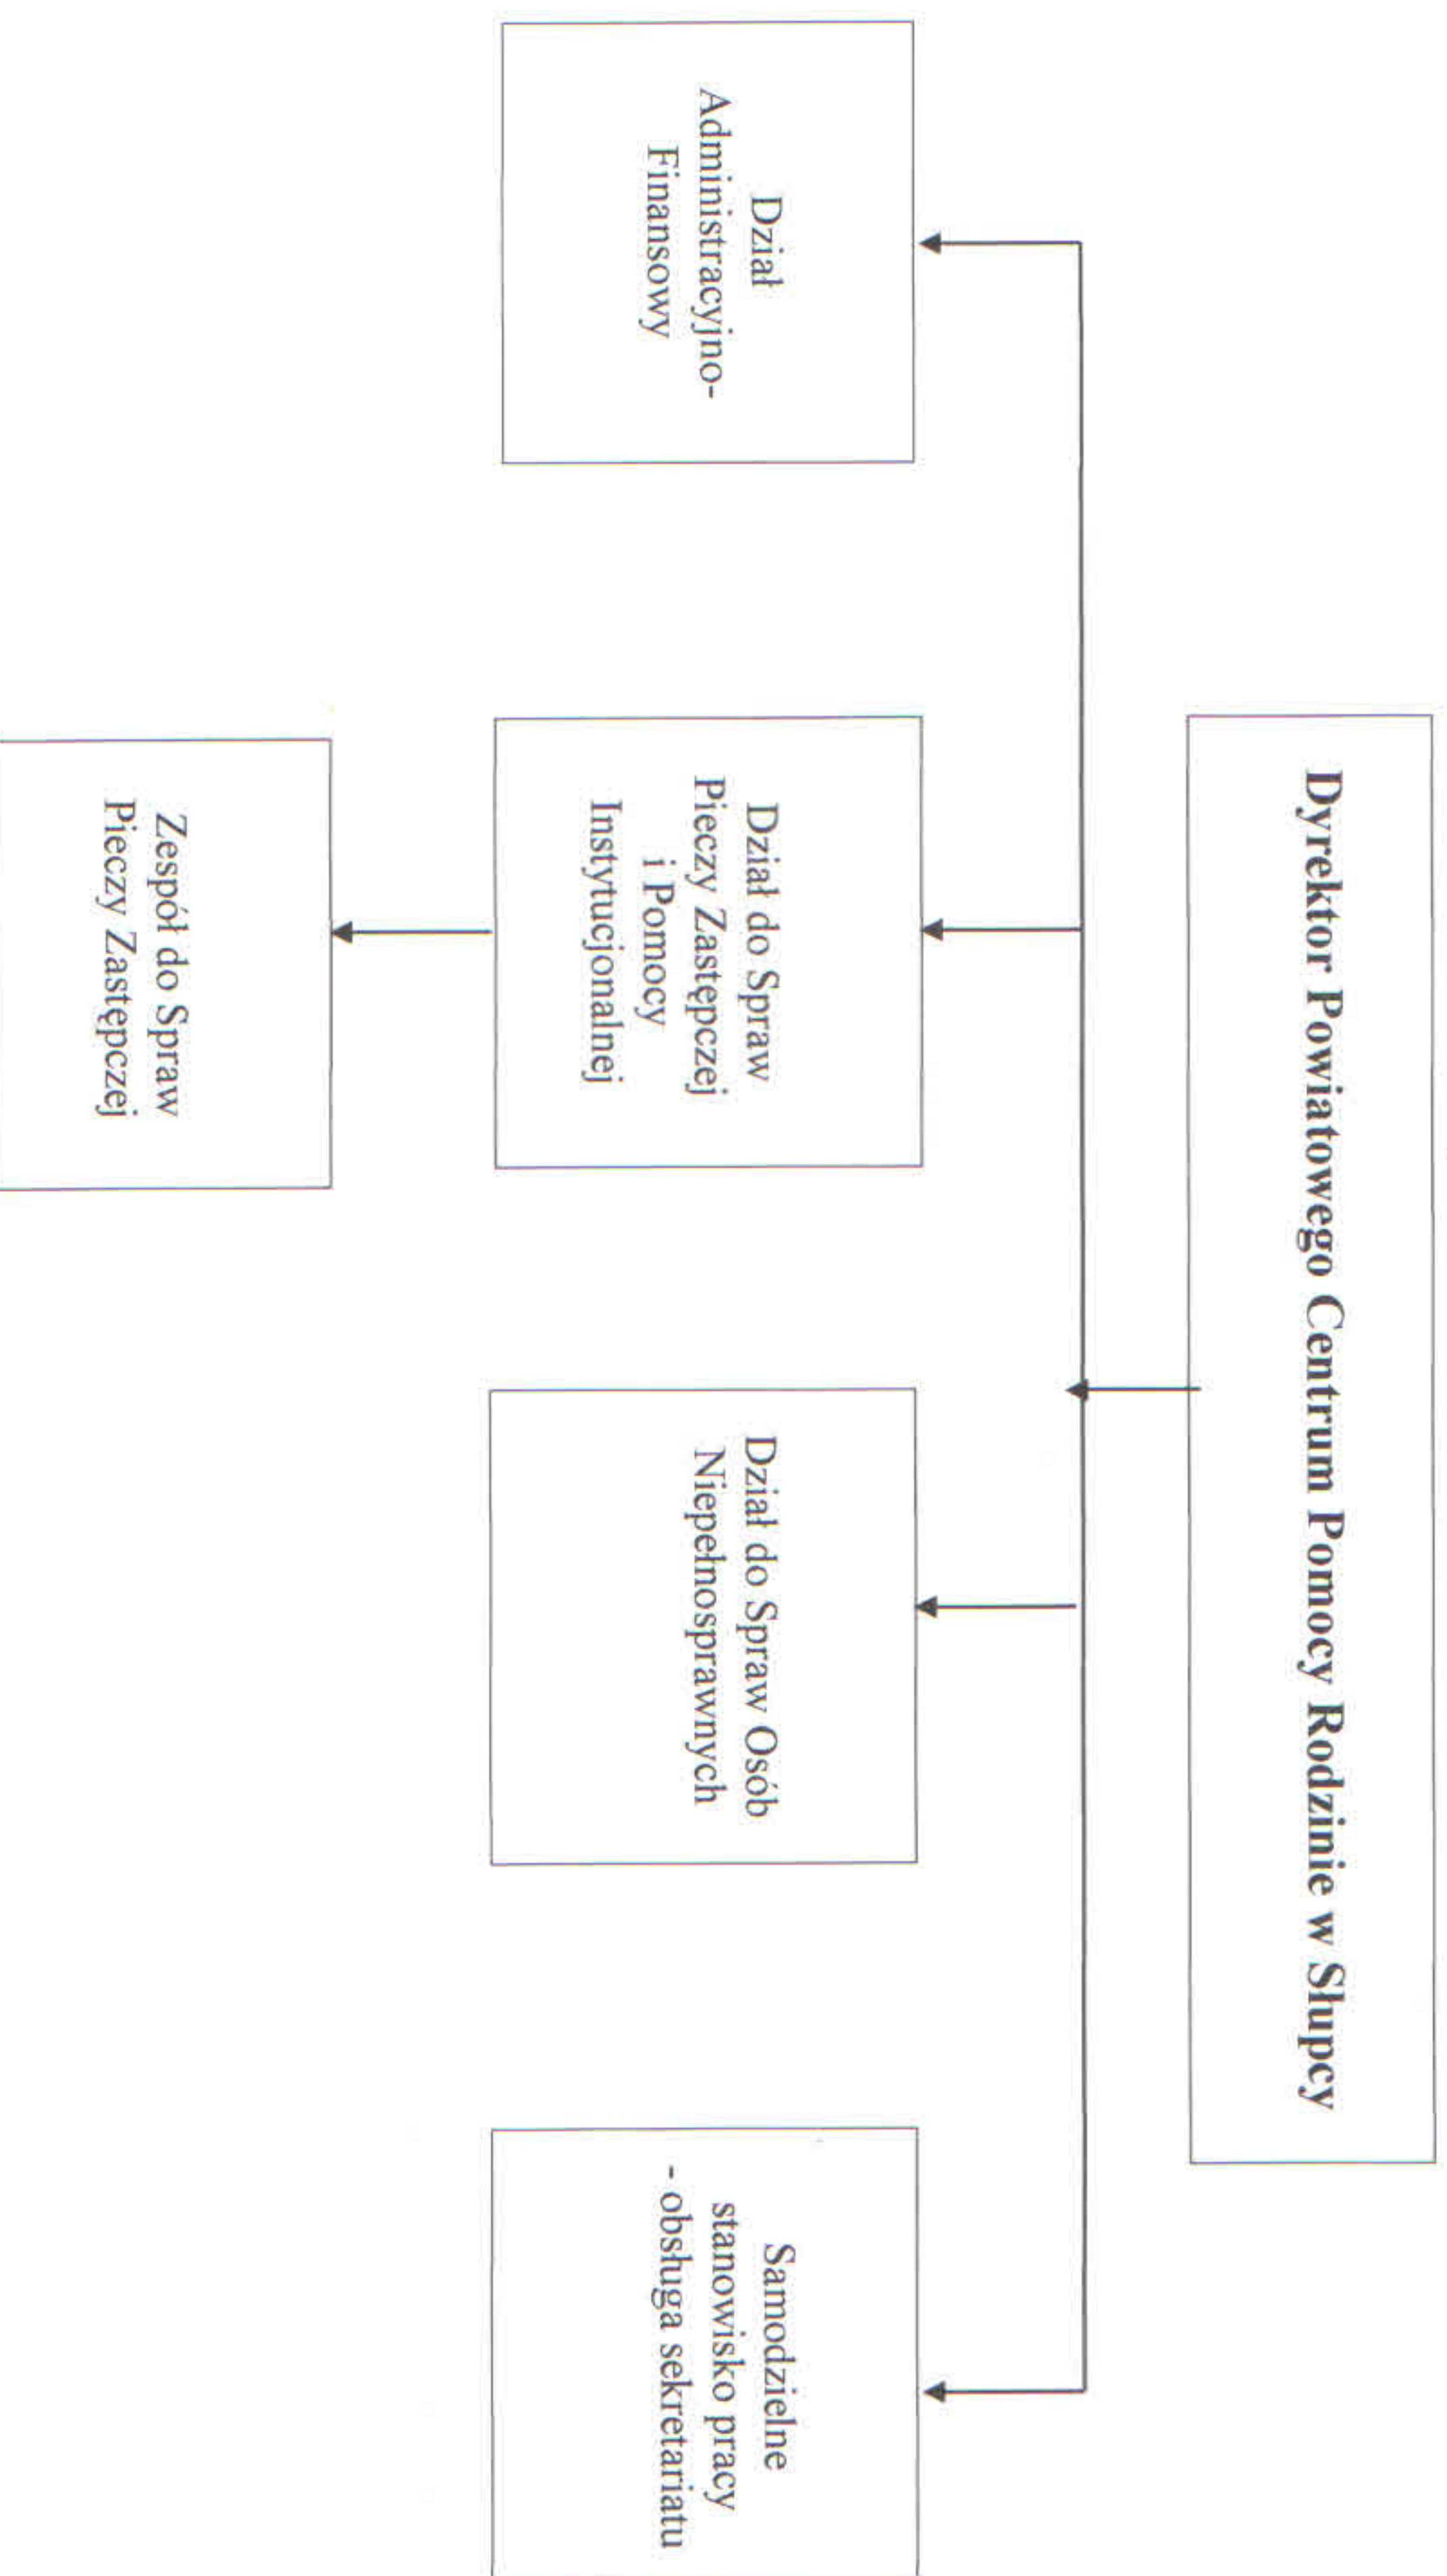 Dyrektor Powiatowego Centrum Pomocy Rodzinie w Słupcy
Dział
Administracyjno-
Finansowy
Dział do Spraw
Pieczy Zastępczej
i Pomocy
Instytucjonalnej
Dział do Spraw Osób
Niepełnosprawnych
Samodzielne
stanowisko pracy
- obsługa sekretariatu
Zespół do Spraw
Pieczy Zastępczej